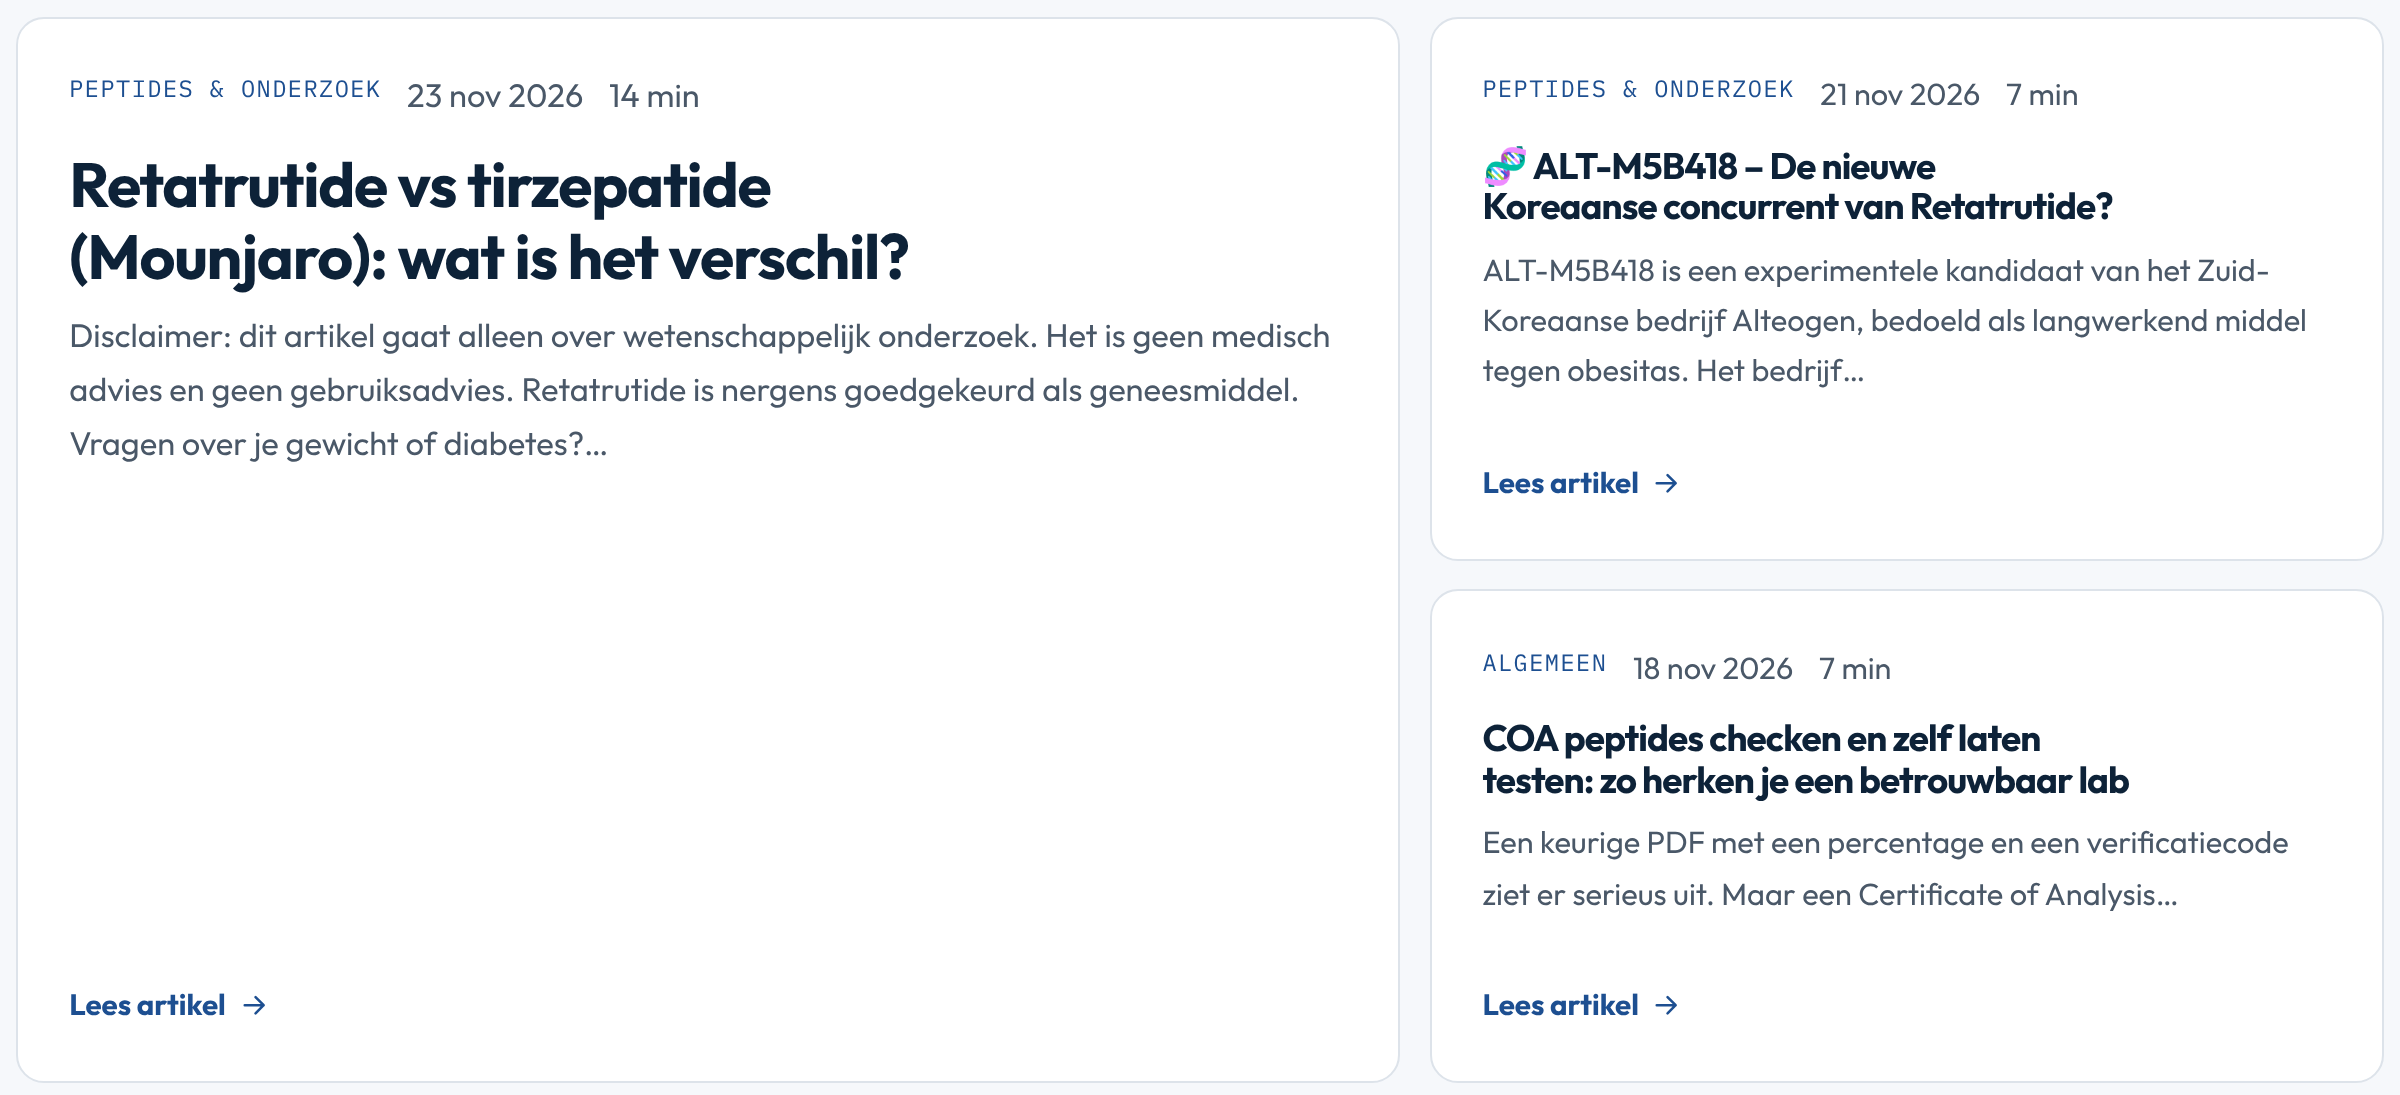 PEPTIDES & ONDERZOEK 23 nov 2026 14 min
Retatrutide vs tirzepatide
(Mounjaro): wat is het verschil?
Disclaimer: dit artikel gaat alleen over wetenschappelijk onderzoek. Het is geen medisch
advies en geen gebruiksadvies. Retatrutide is nergens goedgekeurd als geneesmiddel.
Vragen over je gewicht of diabetes?...
Lees artikel →
PEPTIDES & ONDERZOEK 21 nov 2026 7 min
🧬 ALT-M5B418 – De nieuwe
Koreaanse concurrent van Retatrutide?
ALT-M5B418 is een experimentele kandidaat van het Zuid-
Koreaanse bedrijf Alteogen, bedoeld als langwerkend middel
tegen obesitas. Het bedrijf...
Lees artikel →
ALGEMEEN 18 nov 2026 7 min
COA peptides checken en zelf laten
testen: zo herken je een betrouwbaar lab
Een keurige PDF met een percentage en een verificatiecode
ziet er serieus uit. Maar een Certificate of Analysis...
Lees artikel →